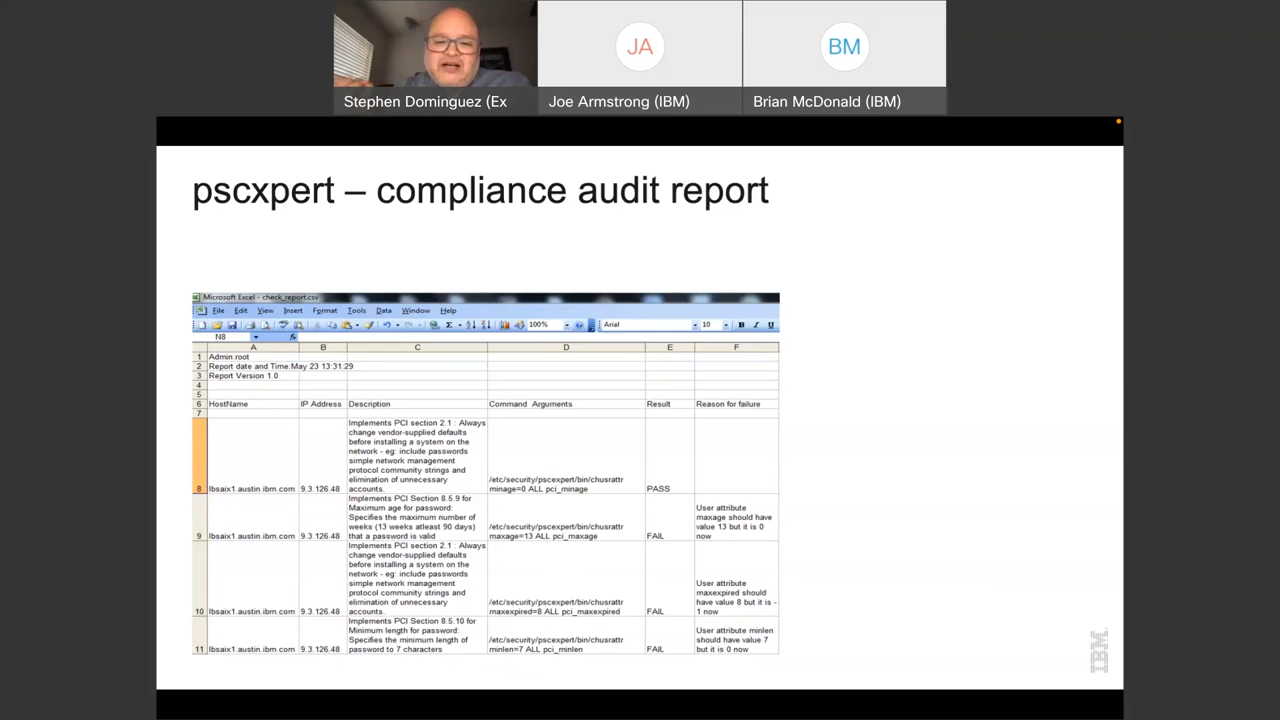 JA
BM
Stephen Dominguez (Ex
Joe Armstrong (IBM)
Brian McDonald (IBM)
pscxpert – compliance audit report
Microsoft Excel - check_report.csv
File Edit View Insert Format Tools Data Window Help
100%
Arial
10
B I U
N8
fx
A B C D E F
1 Admin:root
2 Report date and Time:May 23 13:31:29
3 Report Version 1.0
4
5
6 HostName IP Address Description Command Arguments Result Reason for failure
7
Implements PCI section 2.1 : Always
change vendor-supplied defaults
before installing a system on the
network - eg: include passwords
simple network management
protocol community strings and
elimination of unnecessary
accounts.
/etc/security/pscexpert/bin/chusrattr
minage=0 ALL pci_minage
8 lbsaix1.austin.ibm.com 9.3.126.48 PASS
Implements PCI Section 8.5.9 for
Maximum age for password:
Specifies the maximum number of
weeks (13 weeks atleast 90 days)
that a password is valid
/etc/security/pscexpert/bin/chusrattr
maxage=13 ALL pci_maxage
User attribute
maxage should have
value 13 but it is 0
now
9 lbsaix1.austin.ibm.com 9.3.126.48 FAIL
Implements PCI section 2.1 : Always
change vendor-supplied defaults
before installing a system on the
network - eg: include passwords
simple network management
protocol community strings and
elimination of unnecessary
accounts.
/etc/security/pscexpert/bin/chusrattr
maxexpired=8 ALL pci_maxexpired
User attribute
maxexpired should
have value 8 but it is -
1 now
10 lbsaix1.austin.ibm.com 9.3.126.48 FAIL
Implements PCI Section 8.5.10 for
Minimum length for password:
Specifies the minimum length of
password to 7 characters
/etc/security/pscexpert/bin/chusrattr
minlen=7 ALL pci_minlen
User attribute minlen
should have value 7
but it is 0 now
11 lbsaix1.austin.ibm.com 9.3.126.48 FAIL
IBM